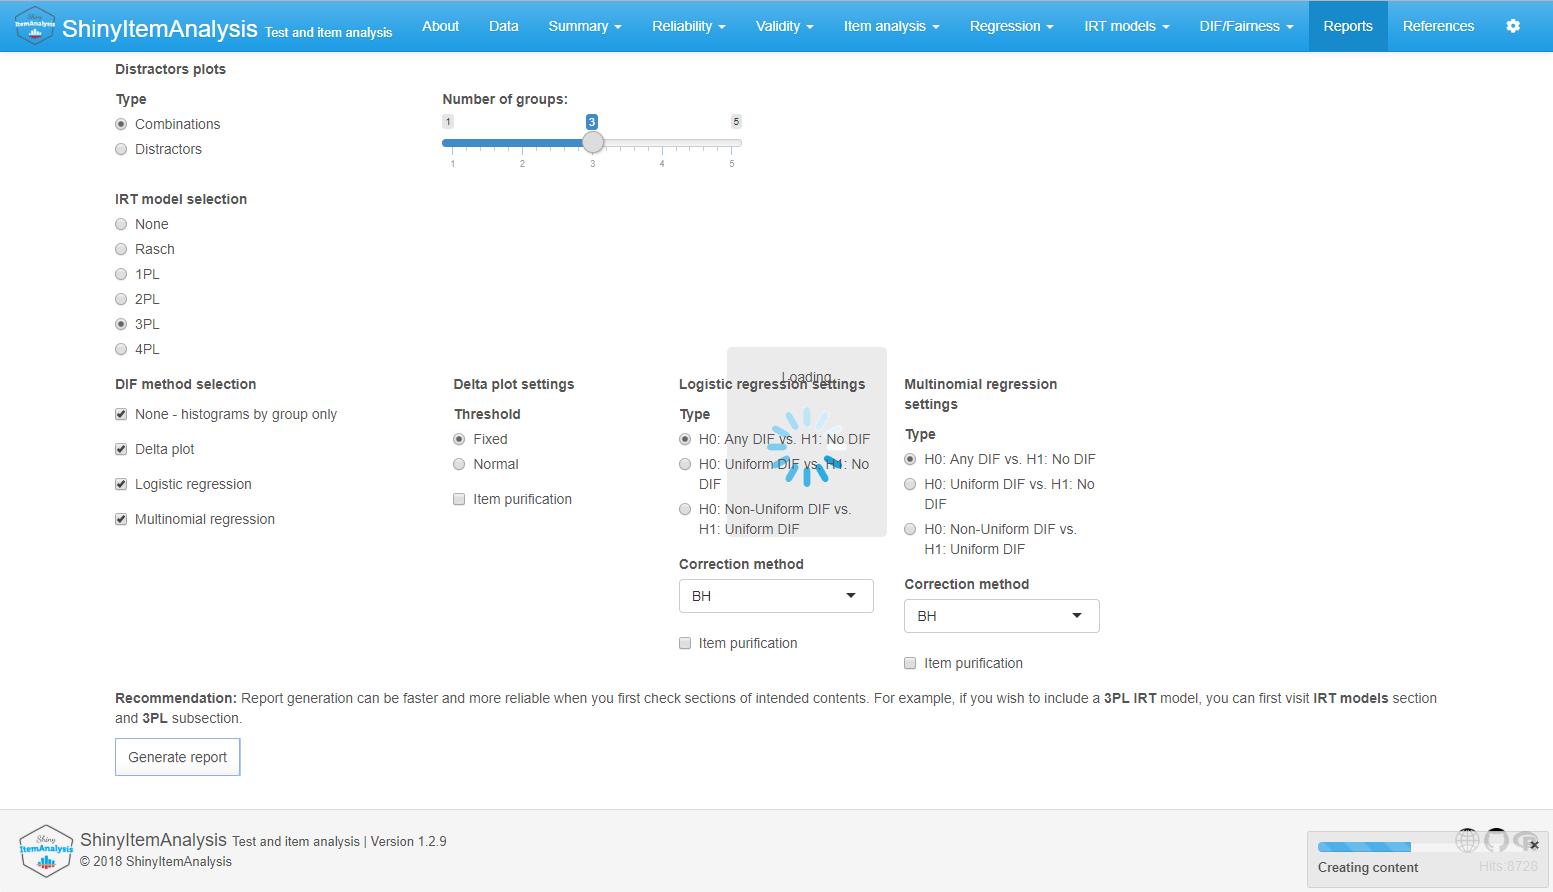 Shiny
ItemAnalysis
ShinyItemAnalysis Test and item analysis About Data Summary Reliability Validity Item analysis Regression IRT models DIF/Fairness Reports References
Distractors plots
Type Number of groups:
1 3 5
Combinations
Distractors
1 2 3 4 5
IRT model selection
None
Rasch
1PL
2PL
3PL
4PL
Loading
DIF method selection
None - histograms by group only
Delta plot
Logistic regression
Multinomial regression
Delta plot settings
Threshold
Fixed
Normal
Item purification
Logistic regression settings
Type
H0: Any DIF vs. H1: No DIF
H0: Uniform DIF vs. H1: No
DIF
H0: Non-Uniform DIF vs.
H1: Uniform DIF
Correction method
BH
Item purification
Multinomial regression
settings
Type
H0: Any DIF vs. H1: No DIF
H0: Uniform DIF vs. H1: No
DIF
H0: Non-Uniform DIF vs.
H1: Uniform DIF
Correction method
BH
Item purification
Recommendation: Report generation can be faster and more reliable when you first check sections of intended contents. For example, if you wish to include a 3PL IRT model, you can first visit IRT models section
and 3PL subsection.
Generate report
Shiny
ItemAnalysis
ShinyItemAnalysis Test and item analysis | Version 1.2.9
© 2018 ShinyItemAnalysis
Creating content
Hits:8728